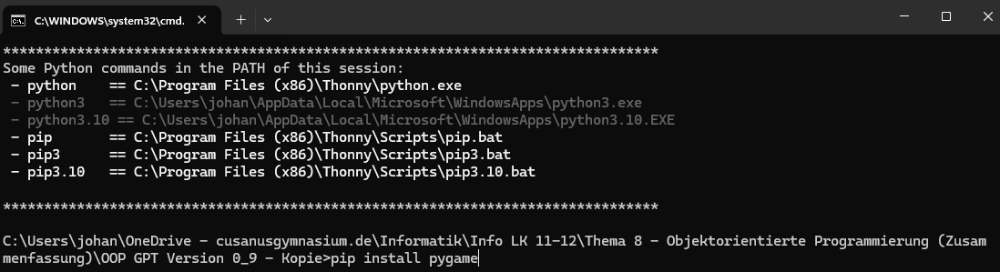 C:\WINDOWS\system32\cmd.
********************************************************************************
Some Python commands in the PATH of this session:
 - python    == C:\Program Files (x86)\Thonny\python.exe
 - python3   == C:\Users\johan\AppData\Local\Microsoft\WindowsApps\python3.exe
 - python3.10 == C:\Users\johan\AppData\Local\Microsoft\WindowsApps\python3.10.EXE
 - pip       == C:\Program Files (x86)\Thonny\Scripts\pip.bat
 - pip3      == C:\Program Files (x86)\Thonny\Scripts\pip3.bat
 - pip3.10   == C:\Program Files (x86)\Thonny\Scripts\pip3.10.bat
********************************************************************************
C:\Users\johan\OneDrive - cusanusgymnasium.de\Informatik\Info LK 11-12\Thema 8 - Objektorientierte Programmierung (Zusam
menfassung)\OOP GPT Version 0_9 - Kopie>pip install pygame